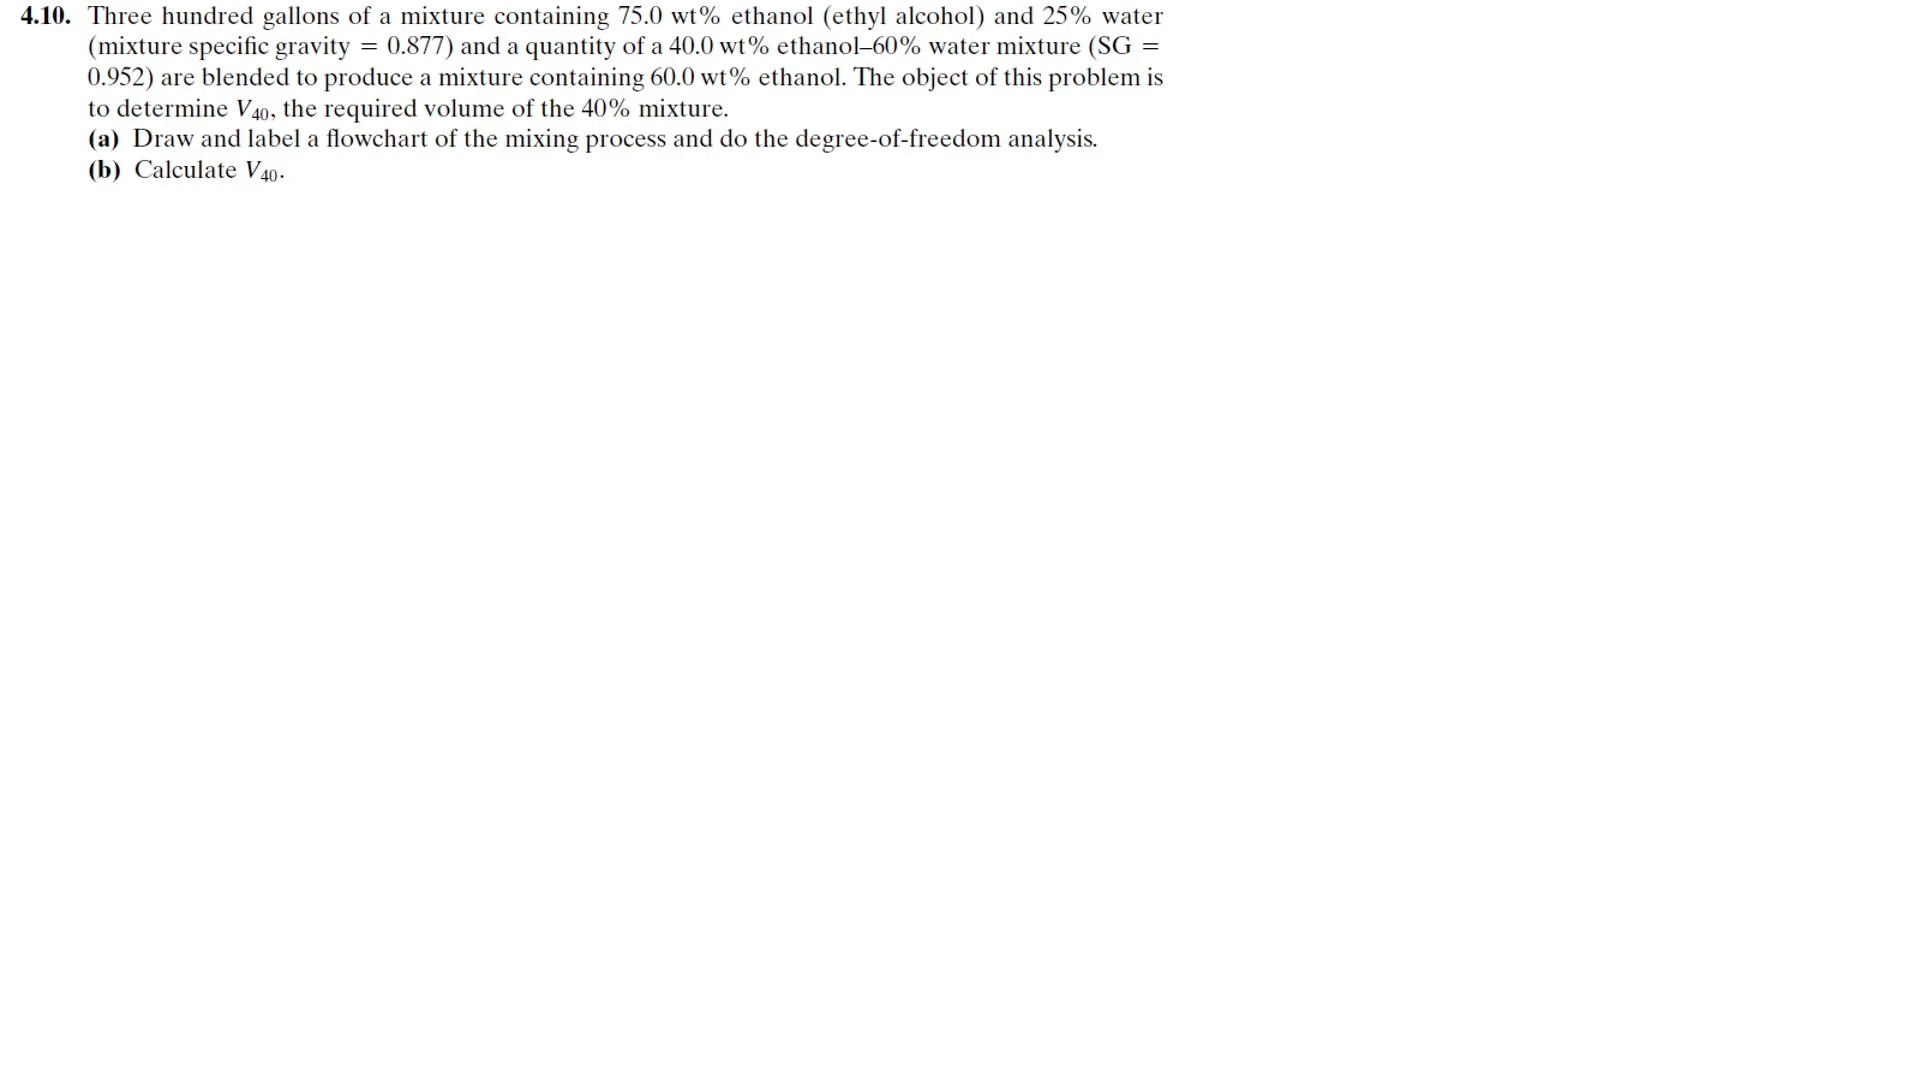 4.10. Three hundred gallons of a mixture containing 75.0 wt% ethanol (ethyl alcohol) and 25% water
(mixture specific gravity = 0.877) and a quantity of a 40.0 wt% ethanol–60% water mixture (SG =
0.952) are blended to produce a mixture containing 60.0 wt% ethanol. The object of this problem is
to determine V40, the required volume of the 40% mixture.
(a) Draw and label a flowchart of the mixing process and do the degree-of-freedom analysis.
(b) Calculate V40.